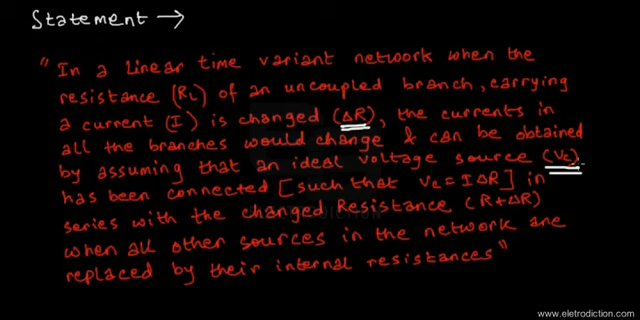 Statement →
" In a Linear time variant network when the
resistance (RL) of an uncoupled branch, carrying
a current (I) is changed (ΔR), the currents in
all the branches would change & can be obtained
by assuming that an ideal voltage source (Vc)
has been connected [such that Vc = IΔR] in
series with the changed Resistance (R+ΔR)
when all other sources in the network are
replaced by their internal resistances"
www.eletrodiction.com